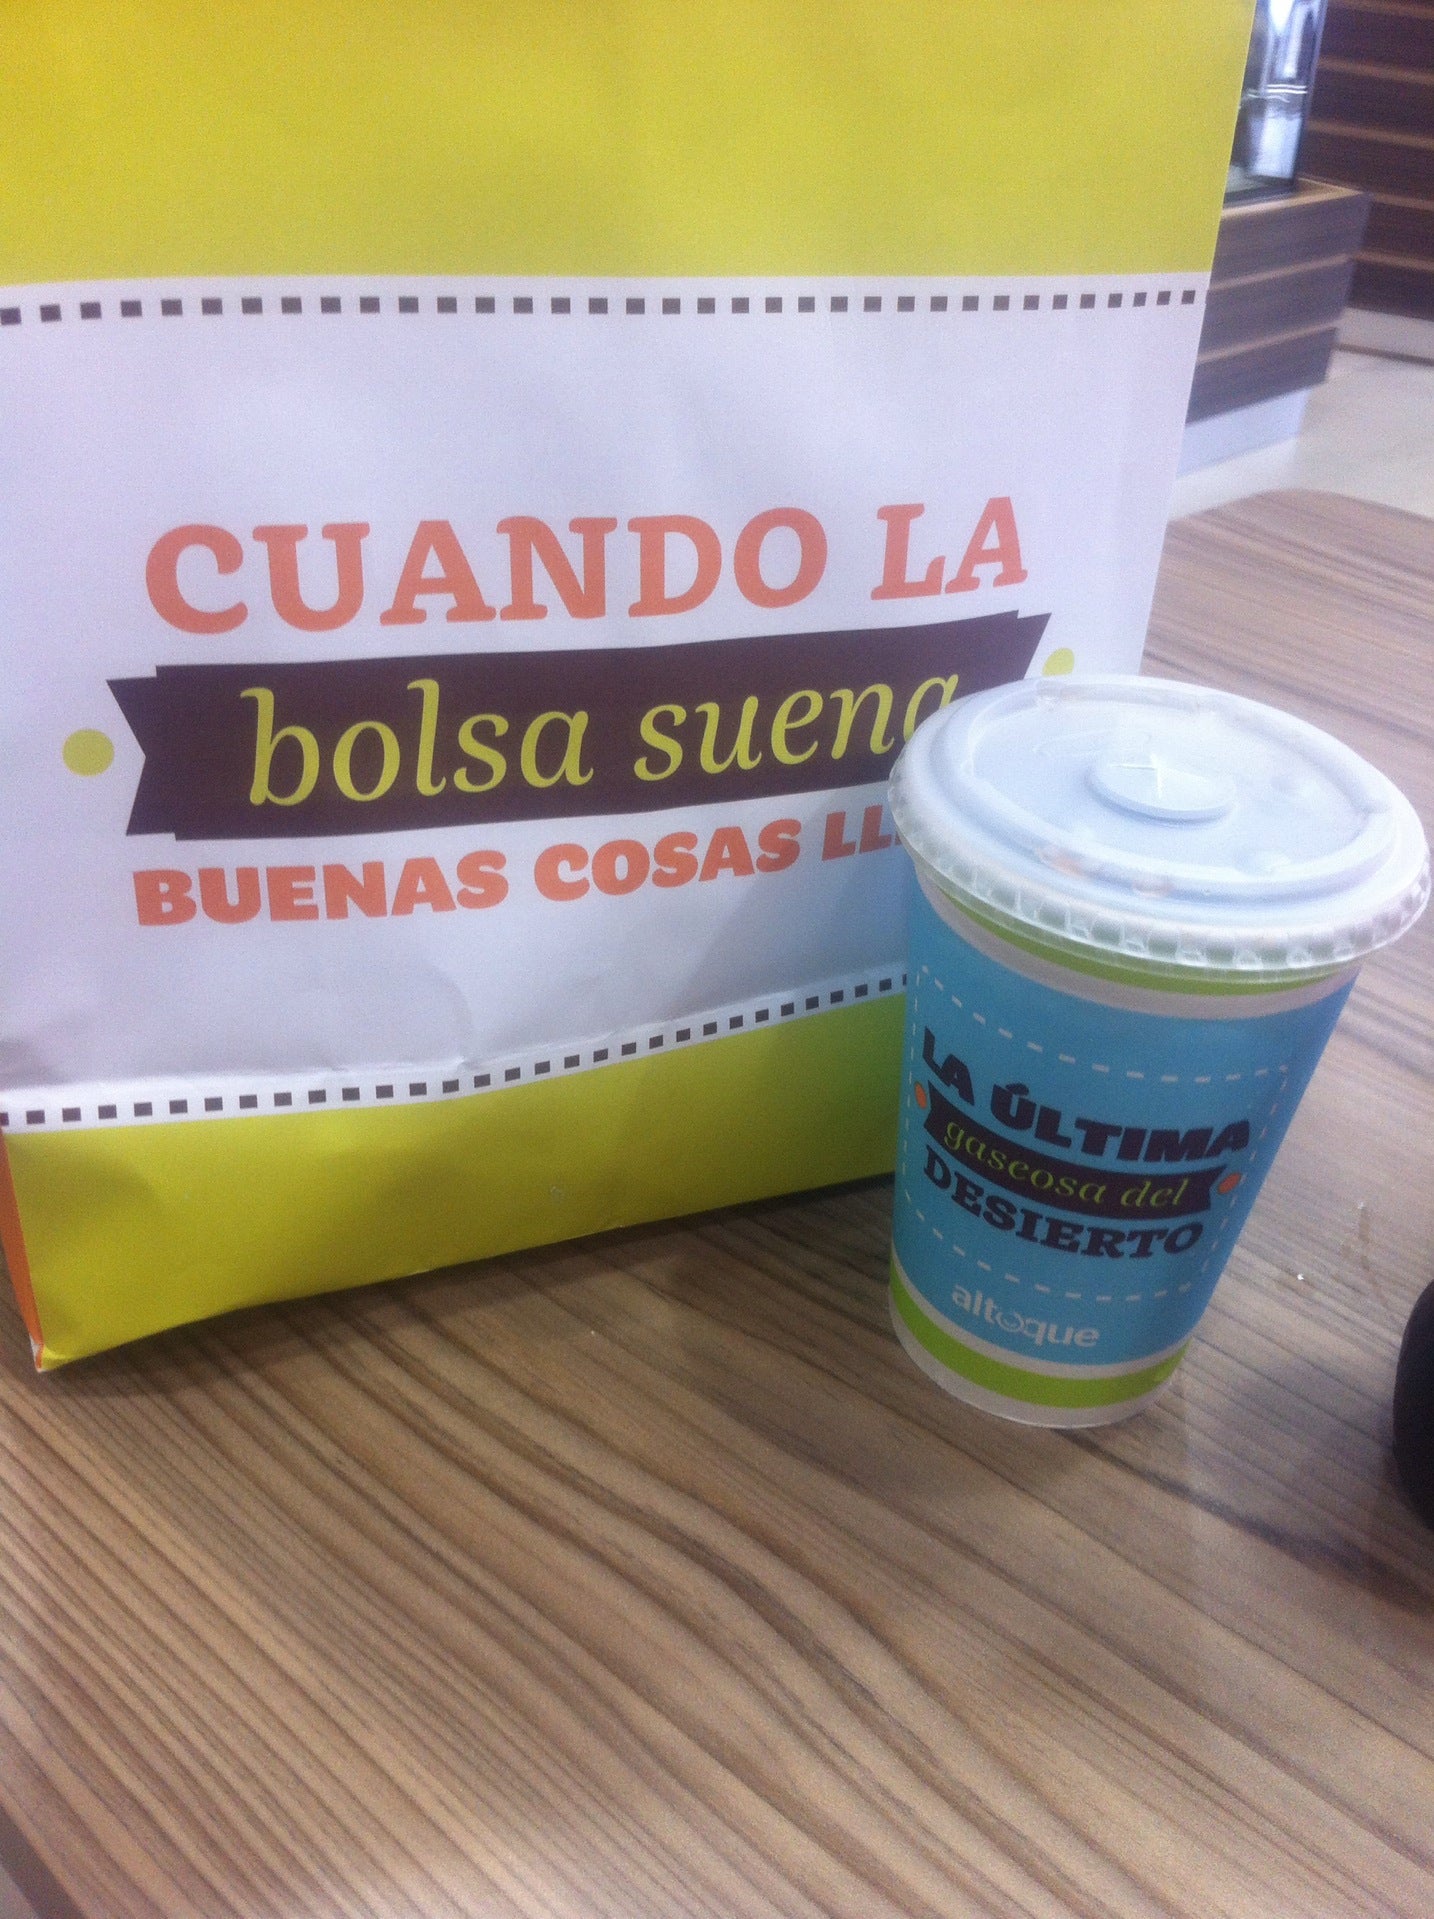 CUANDO LA
bolsa suena
BUENAS COSAS
LA ÚLTIMA
gaseosa del
DESIERTO
altoque